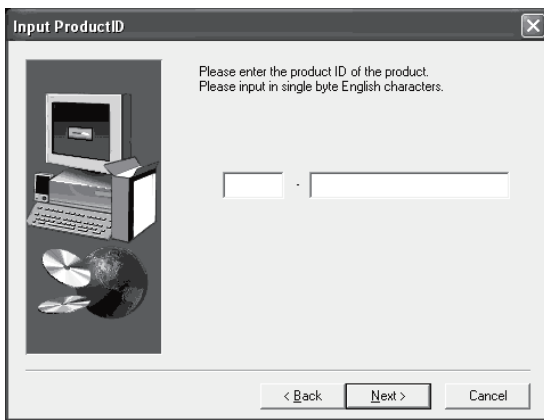 Input ProductID
Please enter the product ID of the product.
Please input in single byte English characters.
-
< Back
Next >
Cancel